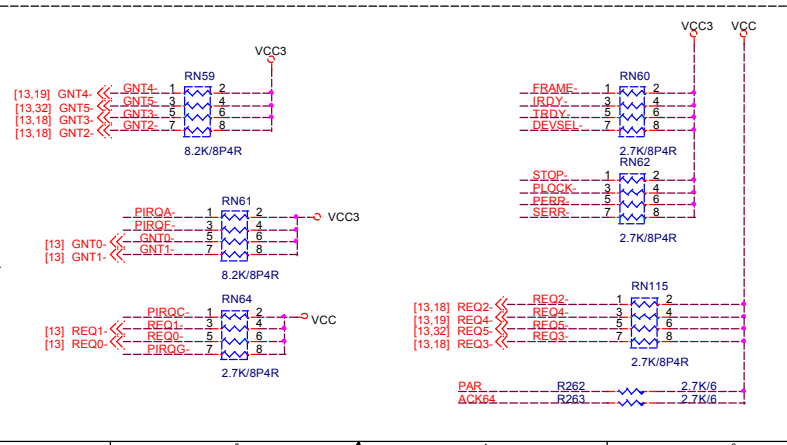 VCC3 VCC
VCC3
RN59
[13,19] GNT4- GNT4- 1 2
[13,32] GNT5- GNT5- 3 4
[13,18] GNT3- GNT3- 5 6
[13,18] GNT2- GNT2- 7 8
8.2K/8P4R
RN60
FRAME- 1 2
IRDY- 3 4
TRDY- 5 6
DEVSEL- 7 8
2.7K/8P4R
RN62
STOP- 1 2
PLOCK- 3 4
PERR- 5 6
SERR- 7 8
2.7K/8P4R
RN61
PIRQA- 1 2 VCC3
PIRQF- 3 4
[13] GNT0- GNT0- 5 6
[13] GNT1- GNT1- 7 8
8.2K/8P4R
RN64
PIRQC- 1 2 VCC
[13] REQ1- REQ1- 3 4
[13] REQ0- REQ0- 5 6
PIRQG- 7 8
2.7K/8P4R
RN115
[13,18] REQ2- REQ2- 1 2
[13,19] REQ4- REQ4- 3 4
[13,32] REQ5- REQ5- 5 6
[13,18] REQ3- REQ3- 7 8
2.7K/8P4R
PAR R262 2.7K/6
ACK64 R263 2.7K/6